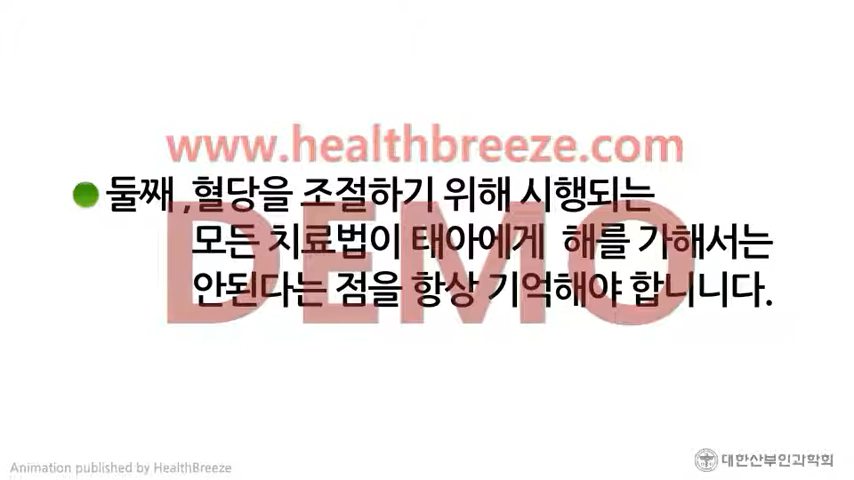 www.healthbreeze.com
둘째 ,혈당을 조절하기 위해 시행되는
모든 치료법이 태아에게 해를 가해서는
안된다는 점을 항상 기억해야 합니니다.
DEMO
Animation published by HealthBreeze
대한산부인과학회